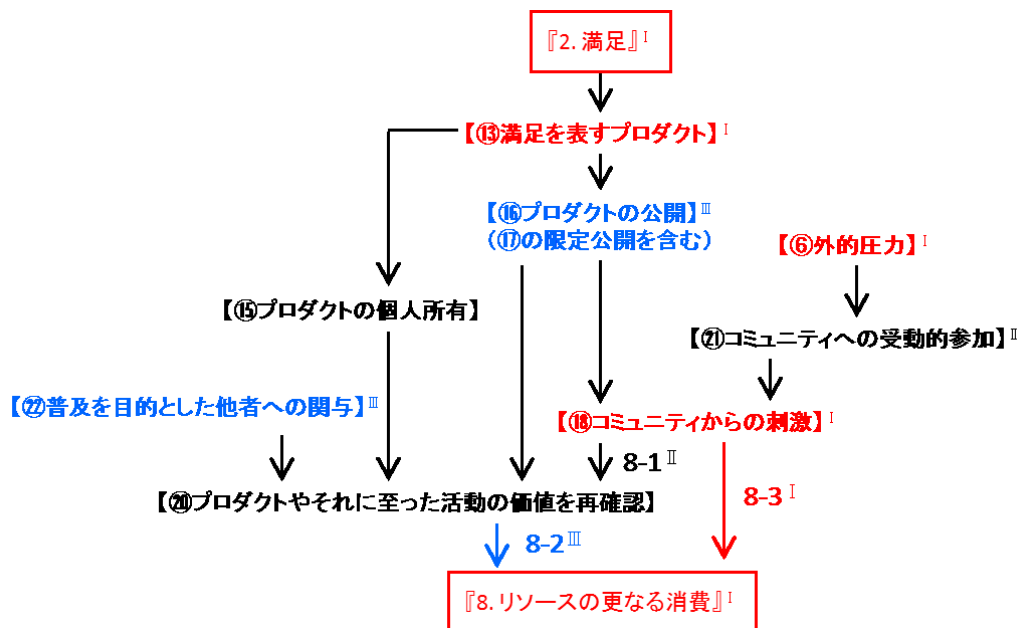 『2. 満足』Ⅰ
【⑬満足を表すプロダクト】Ⅰ
【⑯プロダクトの公開】Ⅲ
（⑰の限定公開を含む）
【⑥外的圧力】Ⅰ
【⑮プロダクトの個人所有】
【㉑コミュニティへの受動的参加】Ⅱ
【㉒普及を目的とした他者への関与】Ⅲ
【⑱コミュニティからの刺激】Ⅰ
8-1Ⅱ
【⑳プロダクトやそれに至った活動の価値を再確認】
8-3Ⅰ
8-2Ⅲ
『8. リソースの更なる消費』Ⅰ